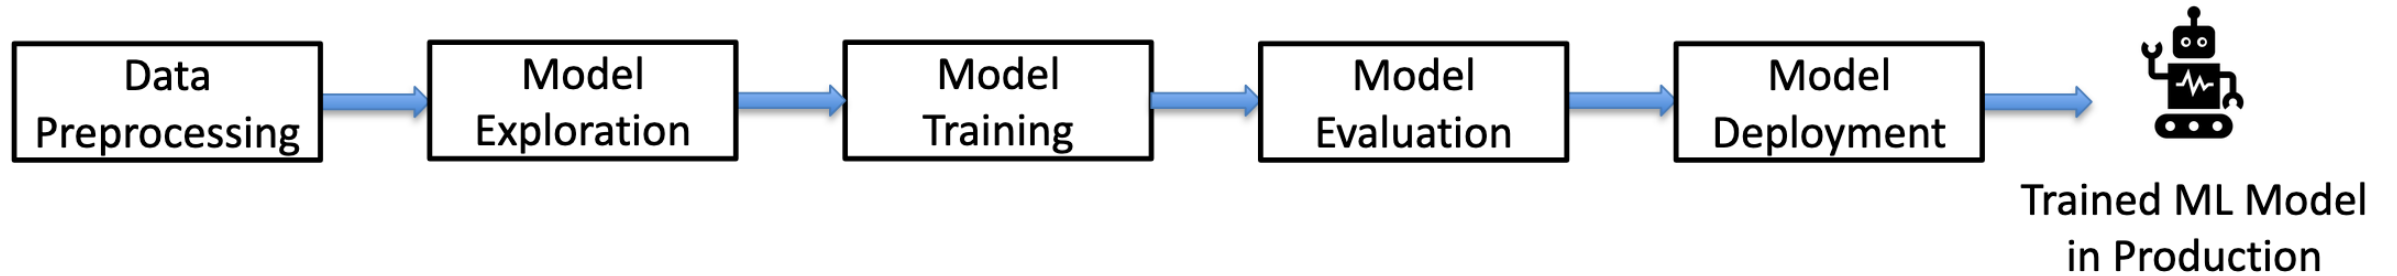 Data
Preprocessing
Model
Exploration
Model
Training
Model
Evaluation
Model
Deployment
Trained ML Model
in Production